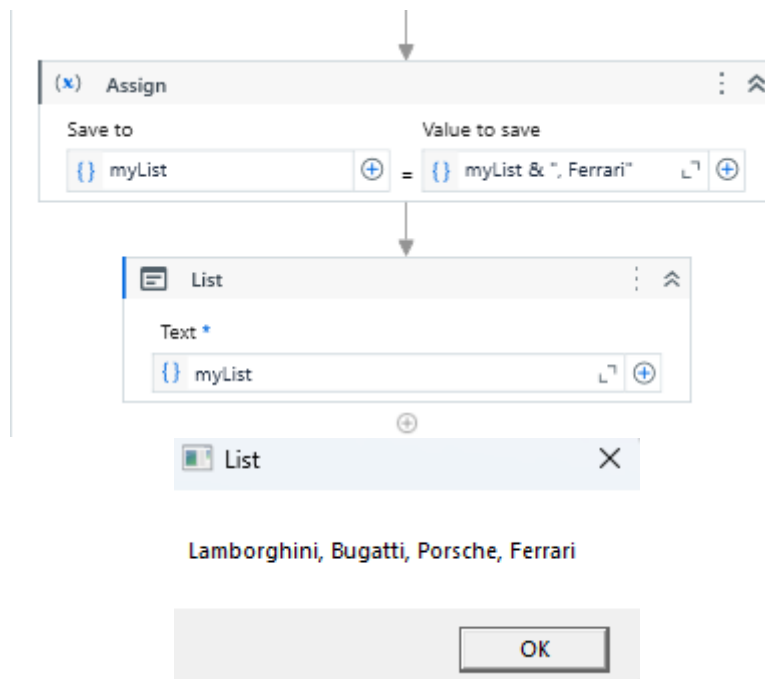 (x) Assign
Save to Value to save
{} myList = {} myList & ", Ferrari"
List
Text *
{} myList
List
Lamborghini, Bugatti, Porsche, Ferrari
OK